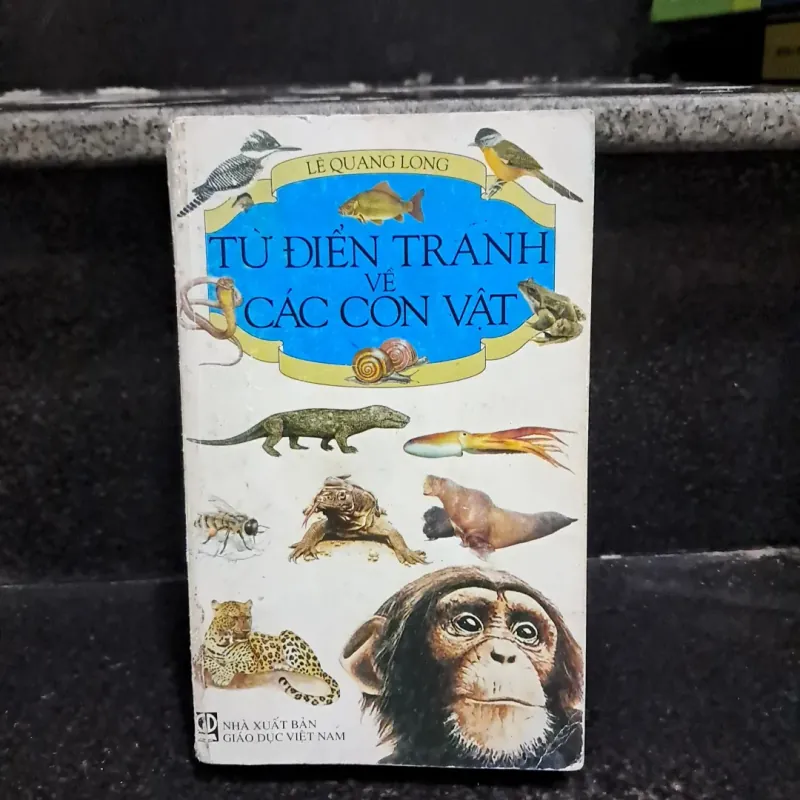 LÊ QUANG LONG
TỪ ĐIỂN TRANH
VỀ
CÁC CON VẬT
NHÀ XUẤT BẢN
GIÁO DỤC VIỆT NAM